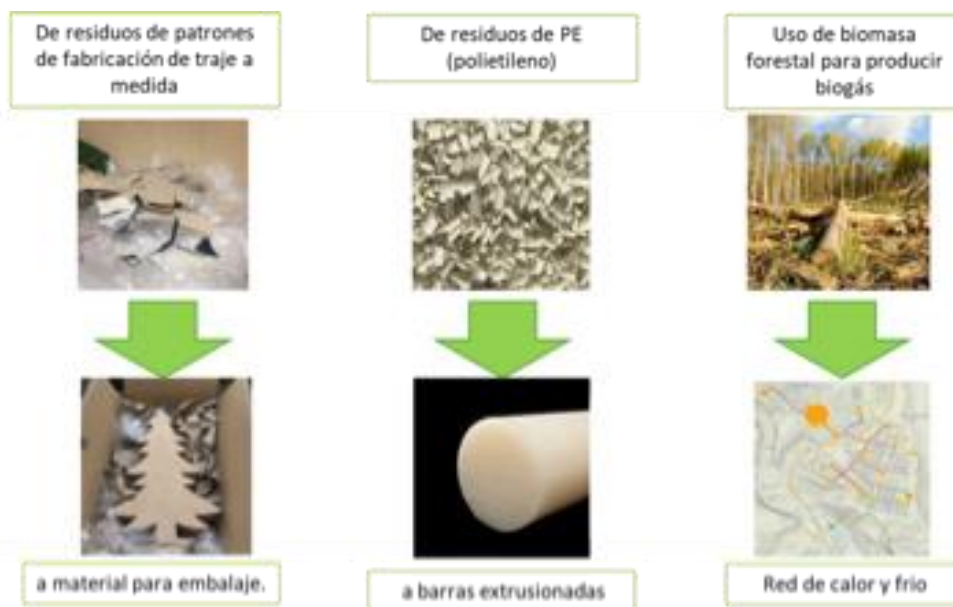 De residuos de patrones
de fabricación de traje a
medida
De residuos de PE
(polietileno)
Uso de biomasa
forestal para producir
biogás
a material para embalaje.
a barras extrusionadas
Red de calor y frio